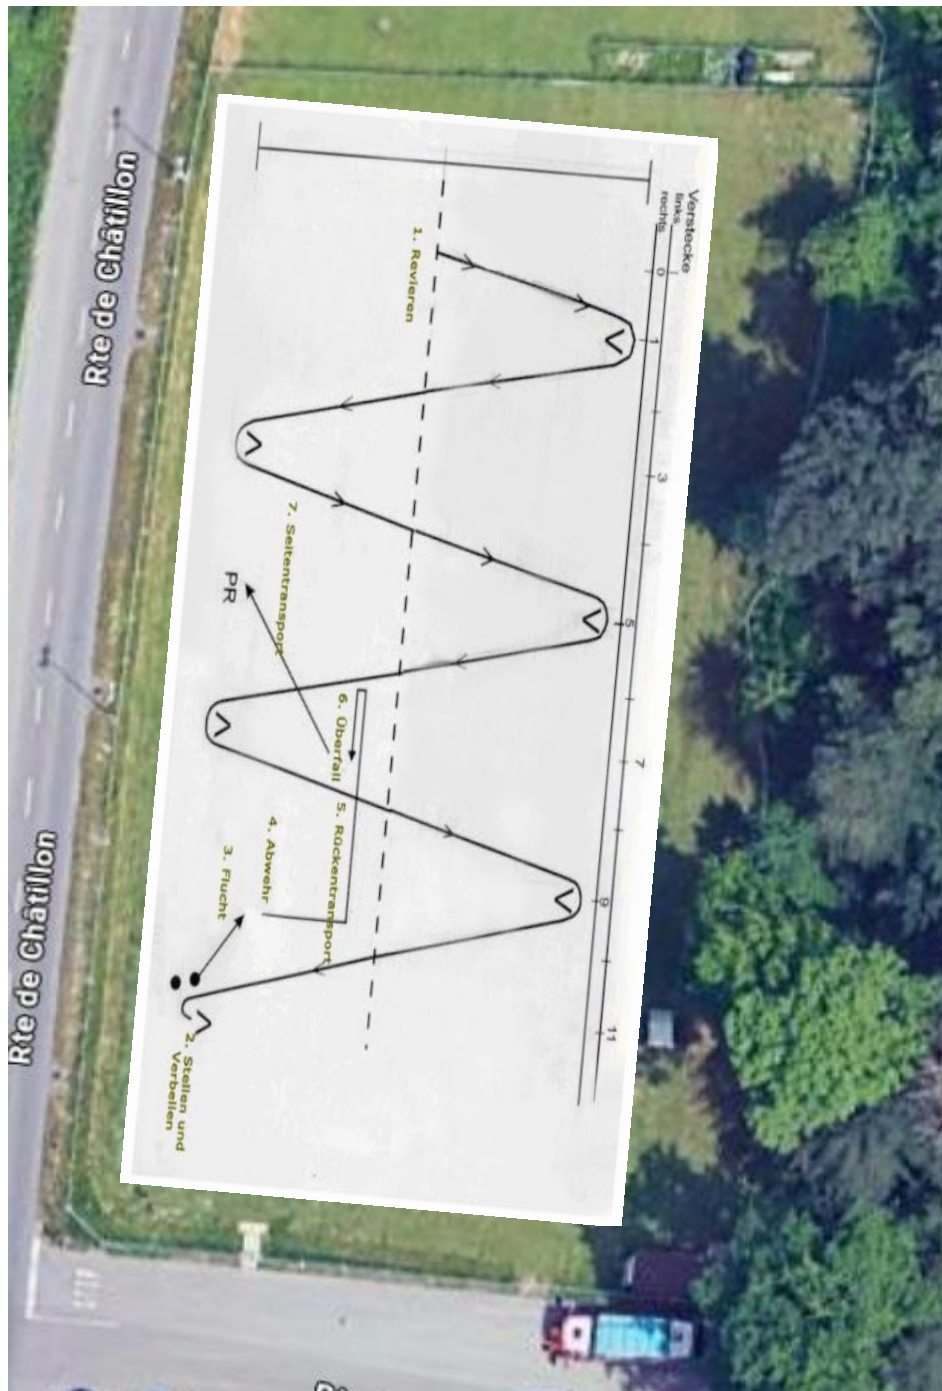 Rte de Châtillon
Rte de Châtillon
Verstecke
links
rechts
0
1
3
5
7
9
11
1. Revieren
7. Seitentransport
PR
6. Überfall
5. Rückentransport
4. Abwehr
3. Flucht
2. Stellen und
Verbellen